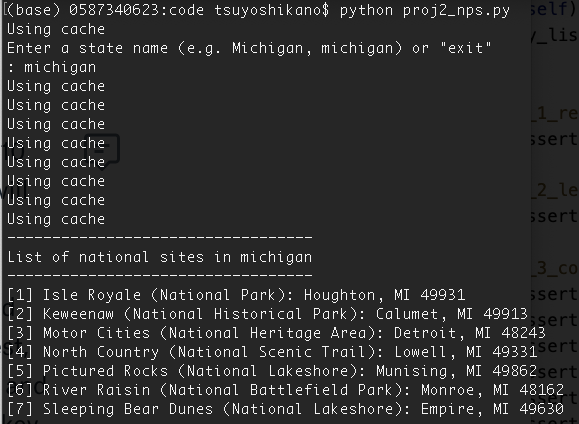 (base) 0587340623:code tsuyoshikano$ python proj2_nps.py
Using cache
Enter a state name (e.g. Michigan, michigan) or "exit"
: michigan
Using cache
Using cache
Using cache
Using cache
Using cache
Using cache
Using cache
Using cache
----------------------------------
List of national sites in michigan
----------------------------------
[1] Isle Royale (National Park): Houghton, MI 49931
[2] Keweenaw (National Historical Park): Calumet, MI 49913
[3] Motor Cities (National Heritage Area): Detroit, MI 48243
[4] North Country (National Scenic Trail): Lowell, MI 49331
[5] Pictured Rocks (National Lakeshore): Munising, MI 49862
[6] River Raisin (National Battlefield Park): Monroe, MI 48162
[7] Sleeping Bear Dunes (National Lakeshore): Empire, MI 49630